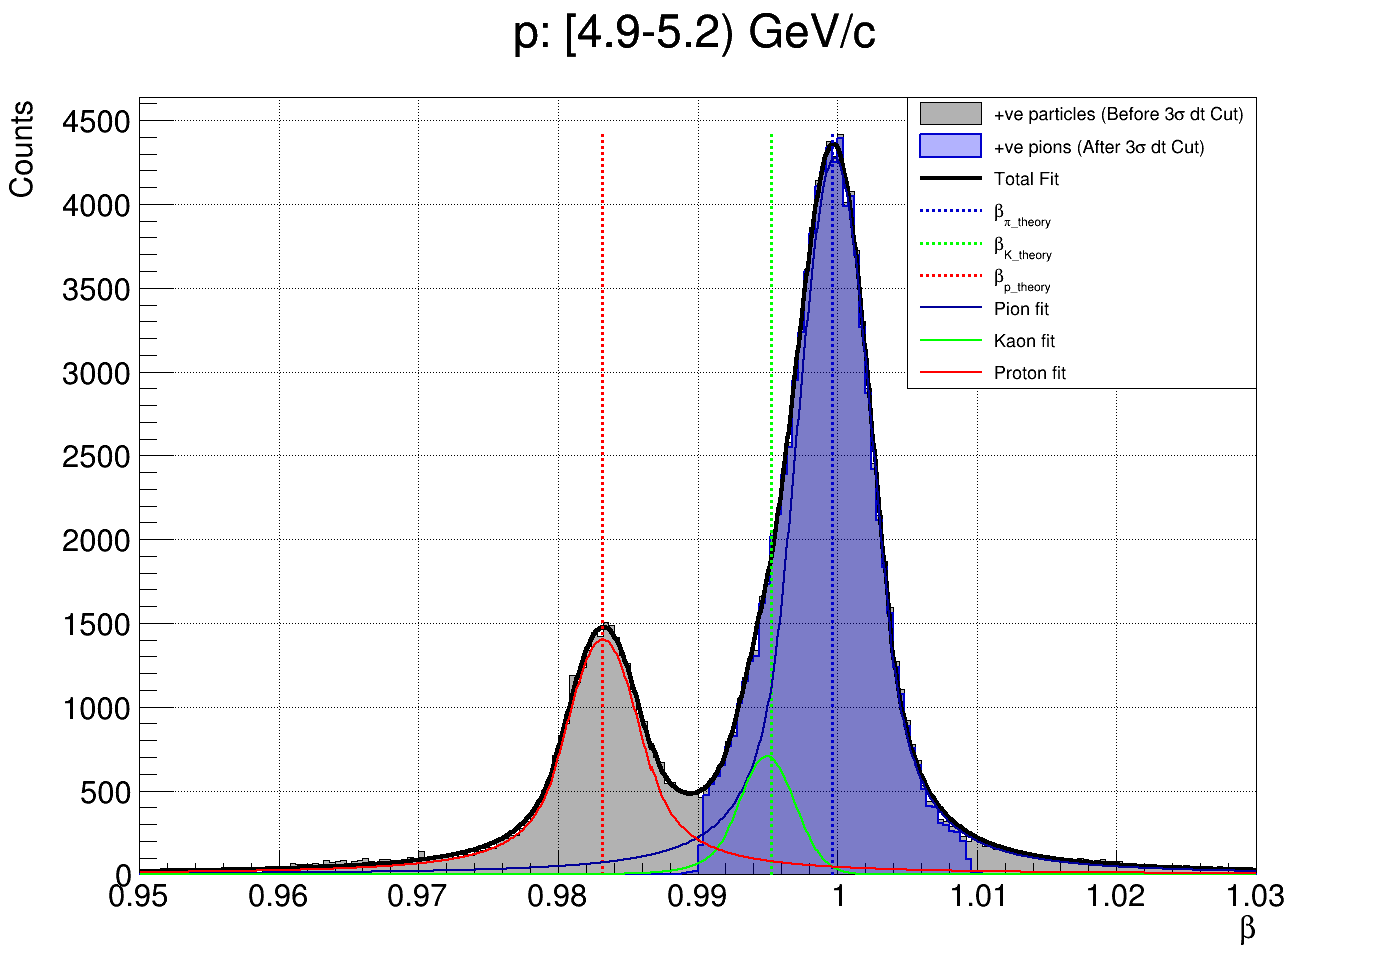 p: [4.9-5.2) GeV/c
Counts
4500
4000
3500
3000
2500
2000
1500
1000
500
0
0.95 0.96 0.97 0.98 0.99 1 1.01 1.02 1.03
β
+ve particles (Before 3σ dt Cut)
+ve pions (After 3σ dt Cut)
Total Fit
βπ_theory
βK_theory
βp_theory
Pion fit
Kaon fit
Proton fit